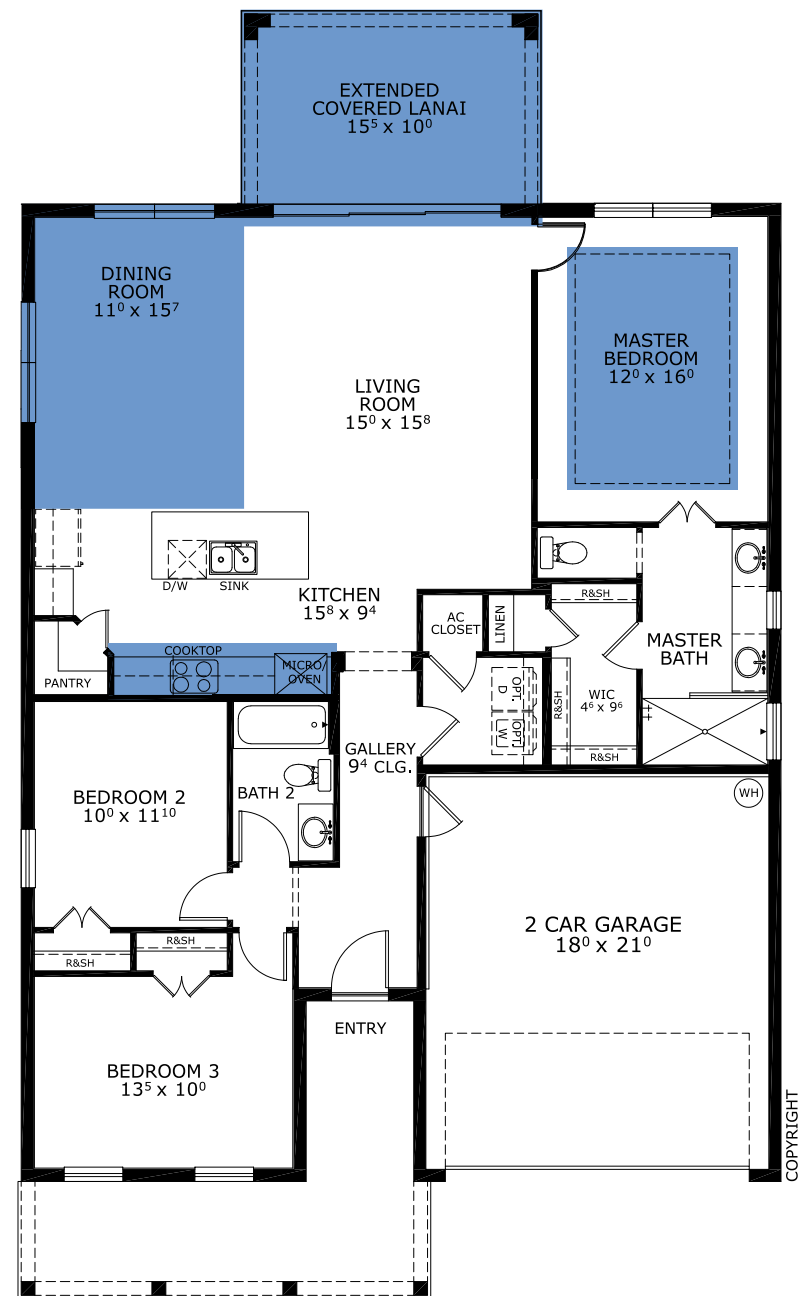 EXTENDED
COVERED LANAI
15⁵ x 10⁰
DINING
ROOM
11⁰ x 15⁷
MASTER
BEDROOM
12⁰ x 16⁰
LIVING
ROOM
15⁰ x 15⁸
D/W
SINK
KITCHEN
15⁸ x 9⁴
R&SH
AC
CLOSET
LINEN
MASTER
BATH
COOKTOP
MICRO/
OVEN
PANTRY
OPT.
D
OPT.
W
R&SH
WIC
4⁶ x 9⁶
R&SH
GALLERY
9⁴ CLG.
BEDROOM 2
10⁰ x 11¹⁰
BATH 2
WH
2 CAR GARAGE
18⁰ x 21⁰
R&SH
R&SH
ENTRY
BEDROOM 3
13⁵ x 10⁰
COPYRIGHT